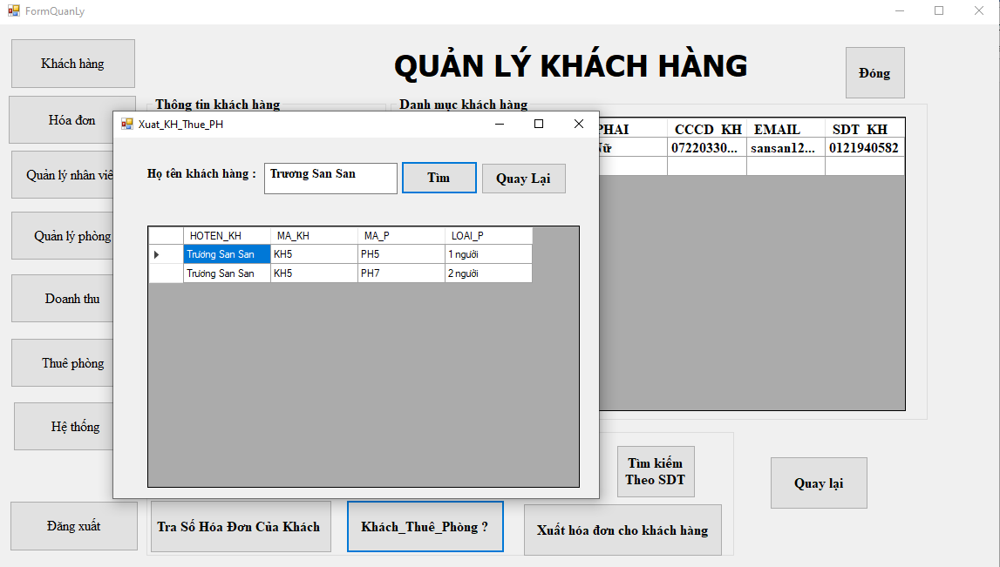 FormQuanLy
Khách hàng
QUẢN LÝ KHÁCH HÀNG
Đóng
Hóa đơn
Thông tin khách hàng
Danh mục khách hàng
Xuat_KH_Thue_PH
PHAI CCCD_KH EMAIL SDT_KH
Nữ 07220330... sansan12... 0121940582
Quản lý nhân viê
Họ tên khách hàng :
Trương San San
Tìm
Quay Lại
Quản lý phòng
HOTEN_KH MA_KH MA_P LOAI_P
Trương San San KH5 PH5 1 người
Trương San San KH5 PH7 2 người
Doanh thu
Thuê phòng
Hệ thống
Tìm kiếm
Theo SDT
Quay lại
Đăng xuất
Tra Số Hóa Đơn Của Khách
Khách_Thuê_Phòng ?
Xuất hóa đơn cho khách hàng